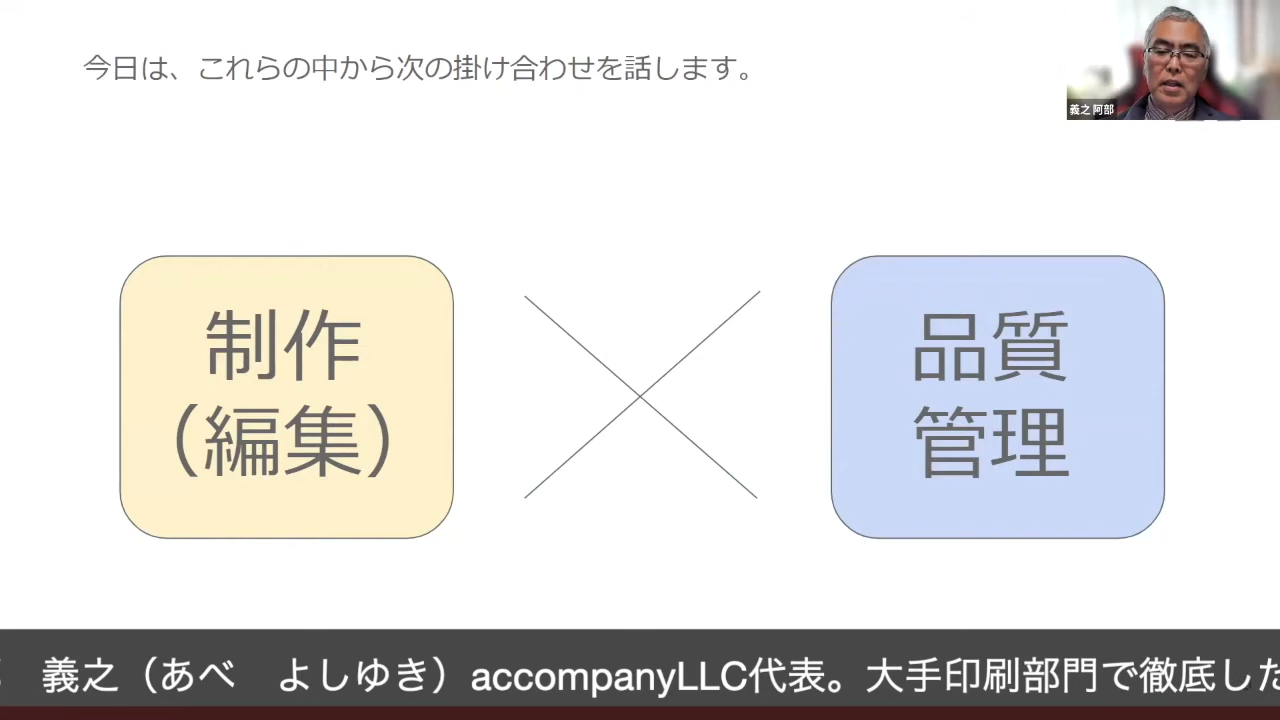 今日は、これらの中から次の掛け合わせを話します。
義之 阿部
制作
（編集）
品質
管理
義之（あべ　よしゆき）accompanyLLC代表。大手印刷部門で徹底した